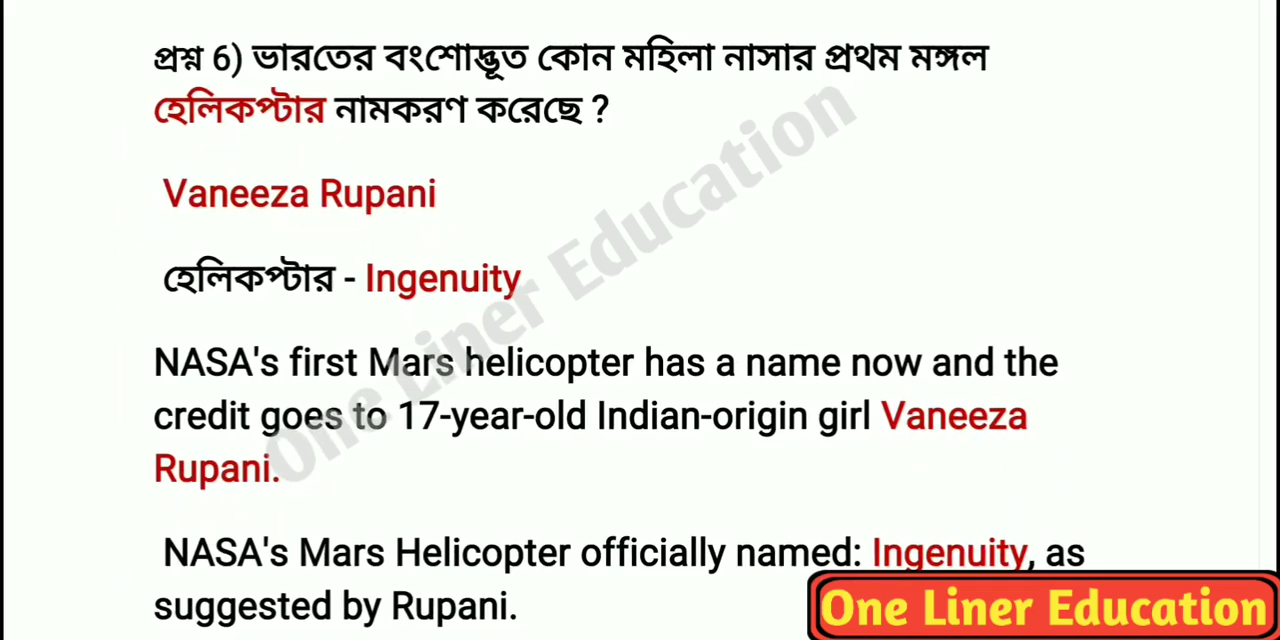 প্রশ্ন 6) ভারতের বংশোদ্ভূত কোন মহিলা নাসার প্রথম মঙ্গল
হেলিকপ্টার নামকরণ করেছে ?
Vaneeza Rupani
হেলিকপ্টার - Ingenuity
NASA's first Mars helicopter has a name now and the
credit goes to 17-year-old Indian-origin girl Vaneeza
Rupani.
NASA's Mars Helicopter officially named: Ingenuity, as
suggested by Rupani.
One Liner Education
One Liner Education